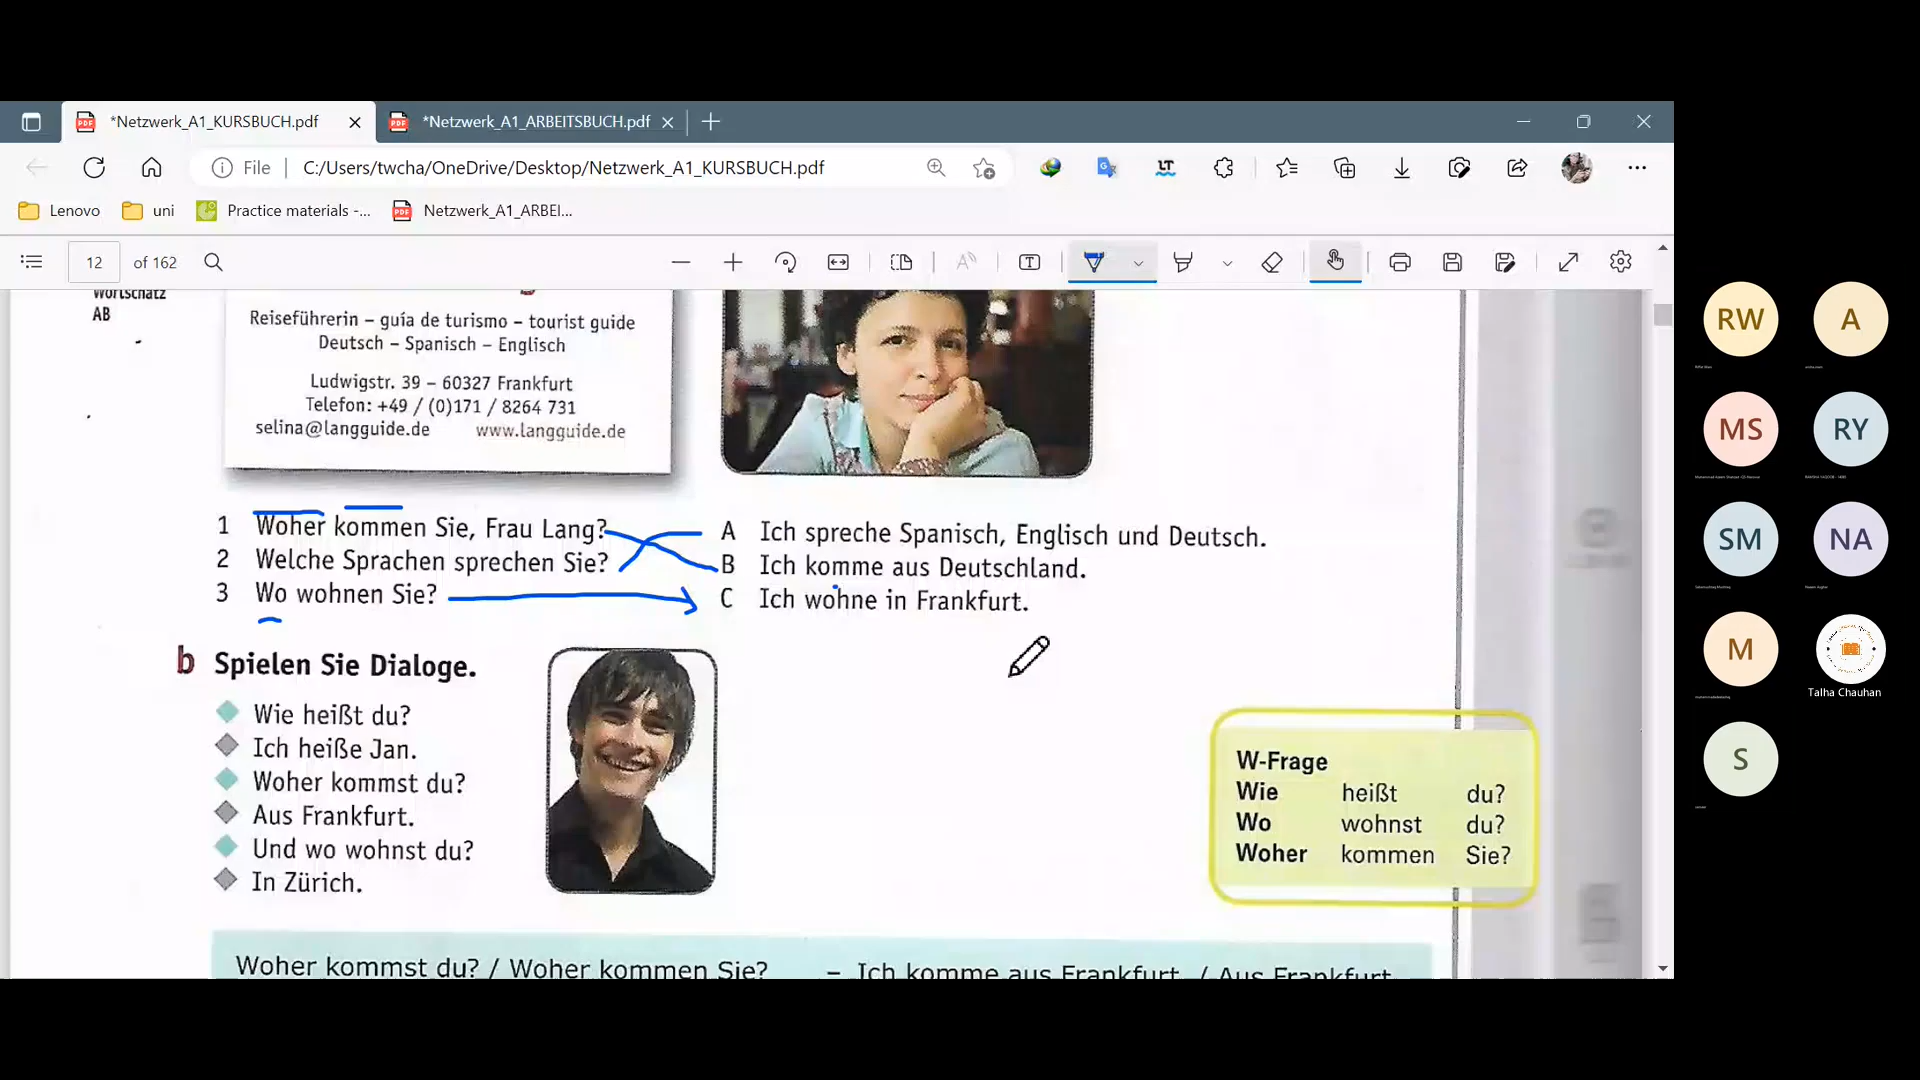 *Netzwerk_A1_KURSBUCH.pdf
*Netzwerk_A1_ARBEITSBUCH.pdf
File
C:/Users/twcha/OneDrive/Desktop/Netzwerk_A1_KURSBUCH.pdf
Lenovo
uni
Practice materials -...
Netzwerk_A1_ARBEI...
12 of 162
Wortschatz
AB
Reiseführerin – guía de turismo – tourist guide
Deutsch – Spanisch – Englisch
Ludwigstr. 39 – 60327 Frankfurt
Telefon: +49 / (0)171 / 8264 731
selina@langguide.de www.langguide.de
1 Woher kommen Sie, Frau Lang?
2 Welche Sprachen sprechen Sie?
3 Wo wohnen Sie?
A Ich spreche Spanisch, Englisch und Deutsch.
B Ich komme aus Deutschland.
C Ich wohne in Frankfurt.
b Spielen Sie Dialoge.
Wie heißt du?
Ich heiße Jan.
Woher kommst du?
Aus Frankfurt.
Und wo wohnst du?
In Zürich.
W-Frage
Wie heißt du?
Wo wohnst du?
Woher kommen Sie?
Woher kommst du? / Woher kommen Sie? – Ich komme aus Frankfurt. / Aus Frankfurt.
RW
A
MS
RY
SM
NA
M
Talha Chauhan
S